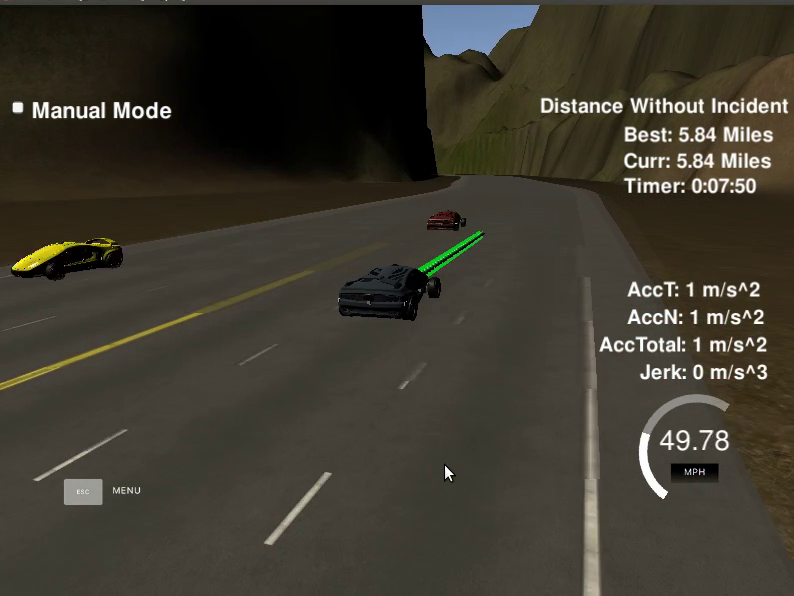 Manual Mode
Distance Without Incident
Best: 5.84 Miles
Curr: 5.84 Miles
Timer: 0:07:50
AccT: 1 m/s^2
AccN: 1 m/s^2
AccTotal: 1 m/s^2
Jerk: 0 m/s^3
49.78
MPH
ESC MENU